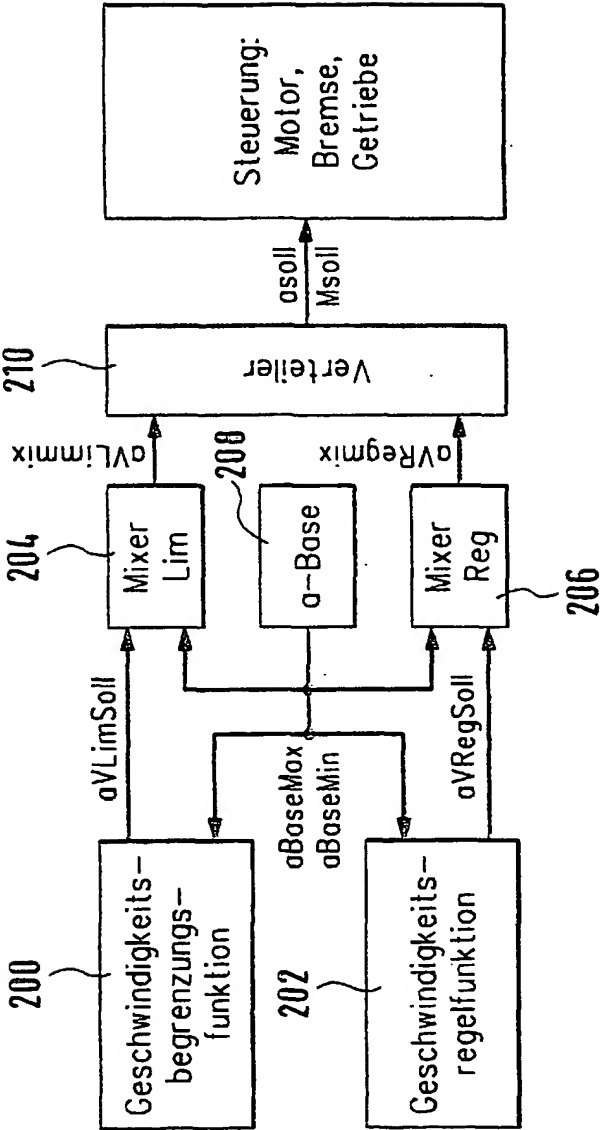 200
Geschwindigkeits-
begrenzungs-
funktion
202
Geschwindigkeits-
regelfunktion
aVLimSoll
aBaseMax
aBaseMin
aVRegSoll
204
Mixer
Lim
208
a-Base
Mixer
Reg
206
aVLimmix
aVRegmix
210
Verteiler
asoll
Msoll
Steuerung:
Motor,
Bremse,
Getriebe